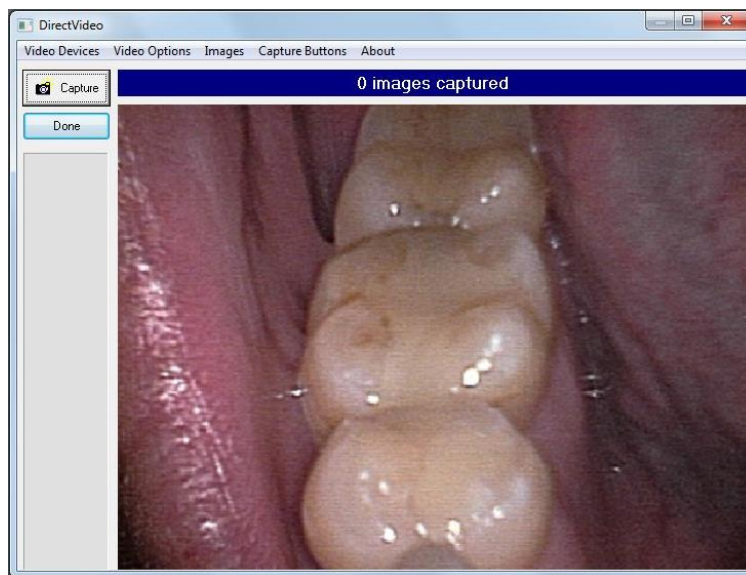 DirectVideo
Video Devices Video Options Images Capture Buttons About
Capture
0 images captured
Done